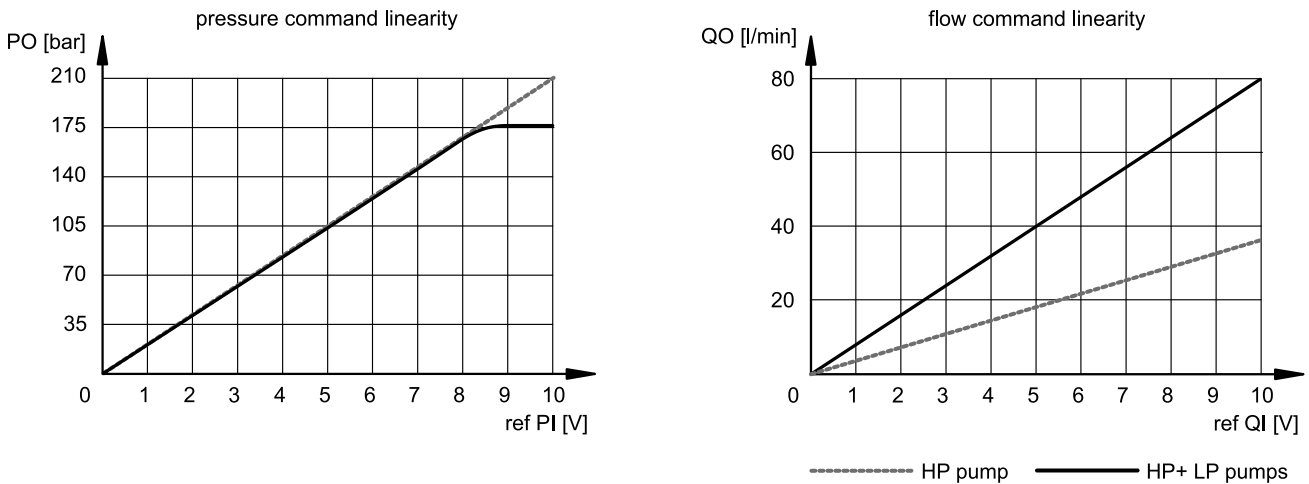 pressure command linearity
PO [bar]
210
175
140
105
70
35
0 1 2 3 4 5 6 7 8 9 10
ref PI [V]
flow command linearity
QO [l/min]
80
60
40
20
0 1 2 3 4 5 6 7 8 9 10
ref QI [V]
HP pump
HP+ LP pumps